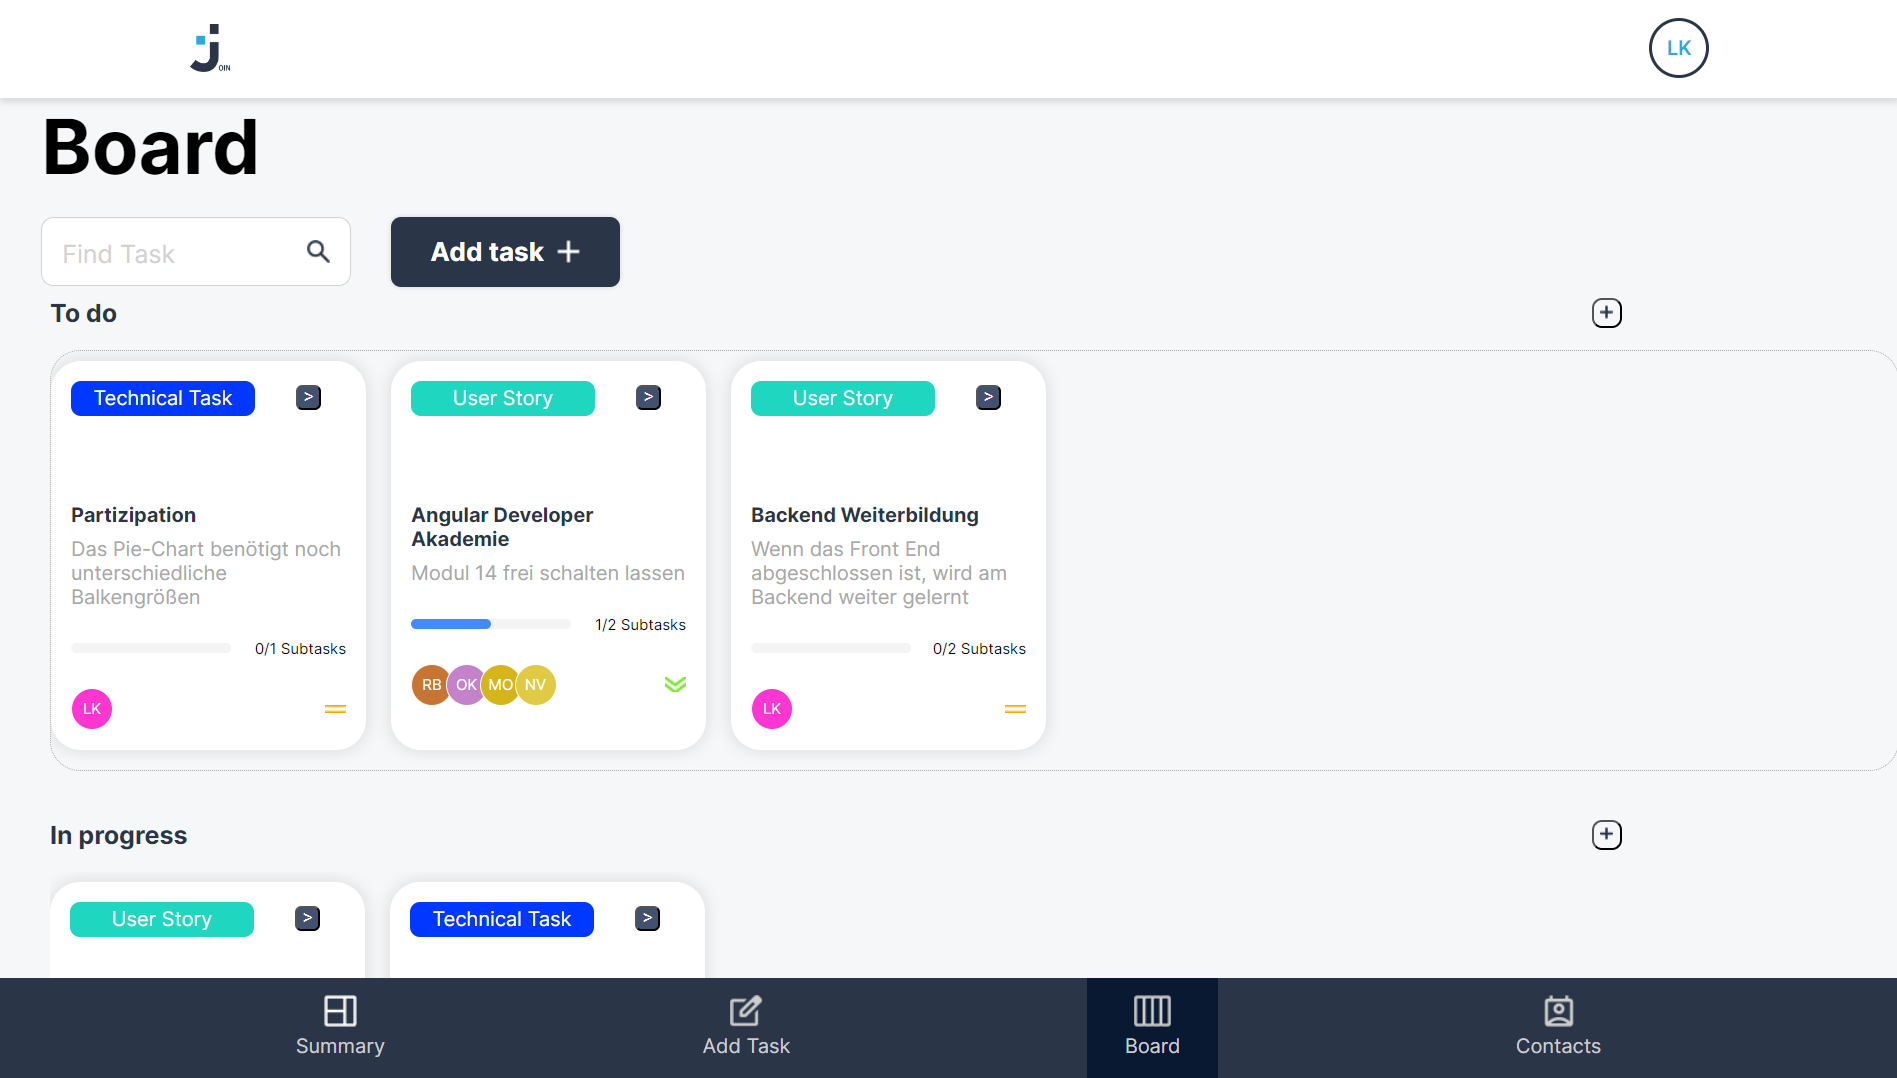 OIN
LK
Board
Find Task
Add task
To do
Technical Task
>
Partizipation
Das Pie-Chart benötigt noch
unterschiedliche
Balkengrößen
0/1 Subtasks
LK
User Story
>
Angular Developer
Akademie
Modul 14 frei schalten lassen
1/2 Subtasks
RB
OK
MO
NV
User Story
>
Backend Weiterbildung
Wenn das Front End
abgeschlossen ist, wird am
Backend weiter gelernt
0/2 Subtasks
LK
In progress
User Story
>
Technical Task
>
Summary
Add Task
Board
Contacts